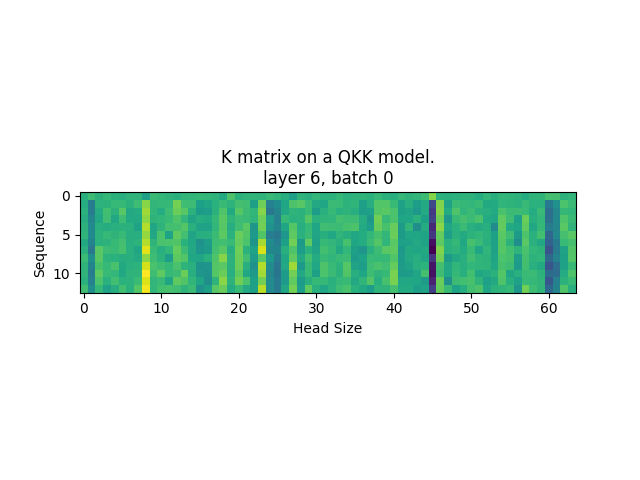 K matrix on a QKK model.
layer 6, batch 0
Sequence
0
5
10
0 10 20 30 40 50 60
Head Size